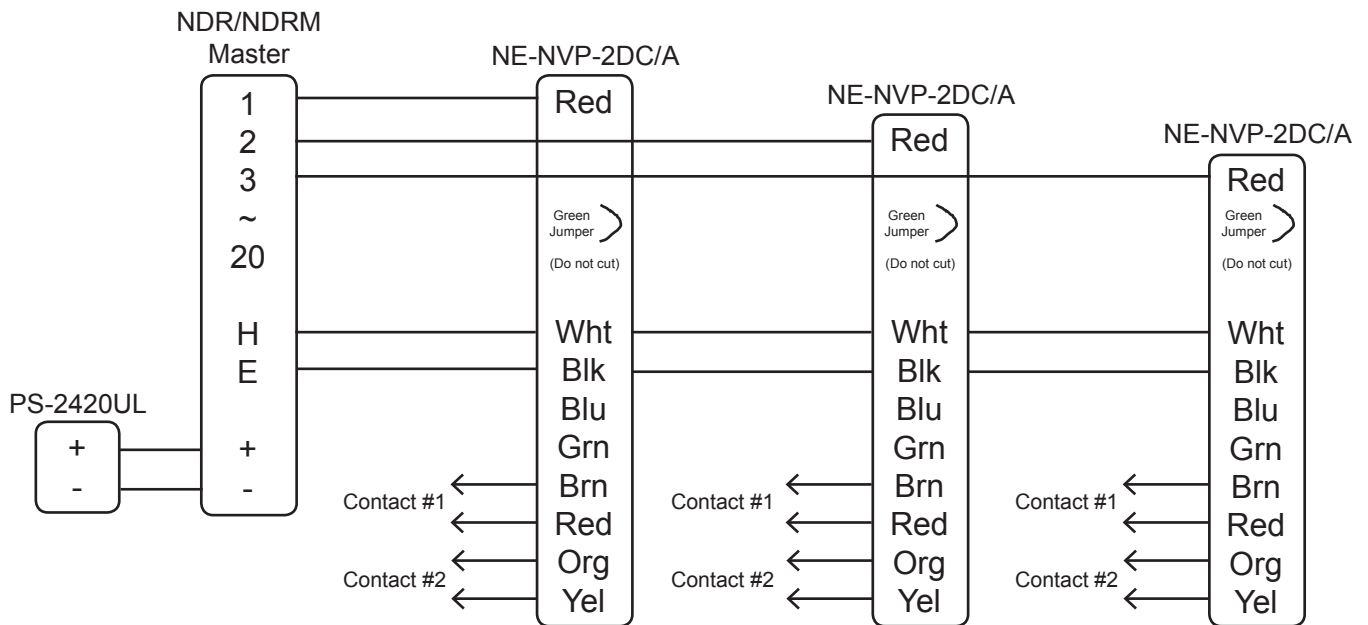 NDR/NDRM
Master
1
2
3
~
20
H
E
+
-
PS-2420UL
+
-
NE-NVP-2DC/A
Red
Green
Jumper
(Do not cut)
Wht
Blk
Blu
Grn
Brn
Red
Org
Yel
Contact #1
Contact #2
NE-NVP-2DC/A
Red
Green
Jumper
(Do not cut)
Wht
Blk
Blu
Grn
Brn
Red
Org
Yel
Contact #1
Contact #2
NE-NVP-2DC/A
Red
Green
Jumper
(Do not cut)
Wht
Blk
Blu
Grn
Brn
Red
Org
Yel
Contact #1
Contact #2